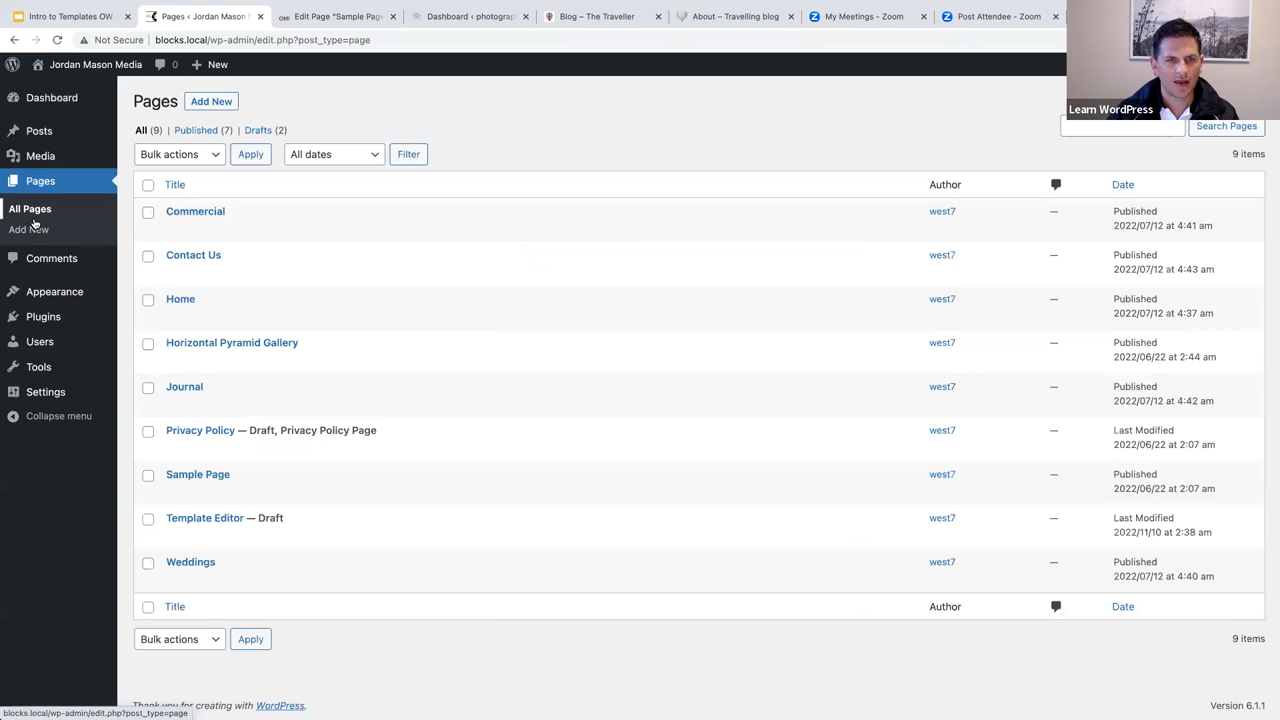 Intro to Templates OW
Pages ‹ Jordan Mason M
Edit Page "Sample Page
Dashboard ‹ photograp
Blog – The Traveller
About – Travelling blog
My Meetings - Zoom
Post Attendee - Zoom
Not Secure
blocks.local/wp-admin/edit.php?post_type=page
Jordan Mason Media
0
New
Learn WordPress
Dashboard
Posts
Media
Pages
All Pages
Add New
Comments
Appearance
Plugins
Users
Tools
Settings
Collapse menu
Pages Add New
All (9) | Published (7) | Drafts (2)
Search Pages
Bulk actions Apply All dates Filter
9 items
Title Author Date
Commercial west7 — Published
2022/07/12 at 4:41 am
Contact Us west7 — Published
2022/07/12 at 4:43 am
Home west7 — Published
2022/07/12 at 4:37 am
Horizontal Pyramid Gallery west7 — Published
2022/06/22 at 2:44 am
Journal west7 — Published
2022/07/12 at 4:42 am
Privacy Policy — Draft, Privacy Policy Page west7 — Last Modified
2022/06/22 at 2:07 am
Sample Page west7 — Published
2022/06/22 at 2:07 am
Template Editor — Draft west7 — Last Modified
2022/11/10 at 2:38 am
Weddings west7 — Published
2022/07/12 at 4:40 am
Title Author Date
Bulk actions Apply
9 items
Thank you for creating with WordPress.
Version 6.1.1
blocks.local/wp-admin/edit.php?post_type=page